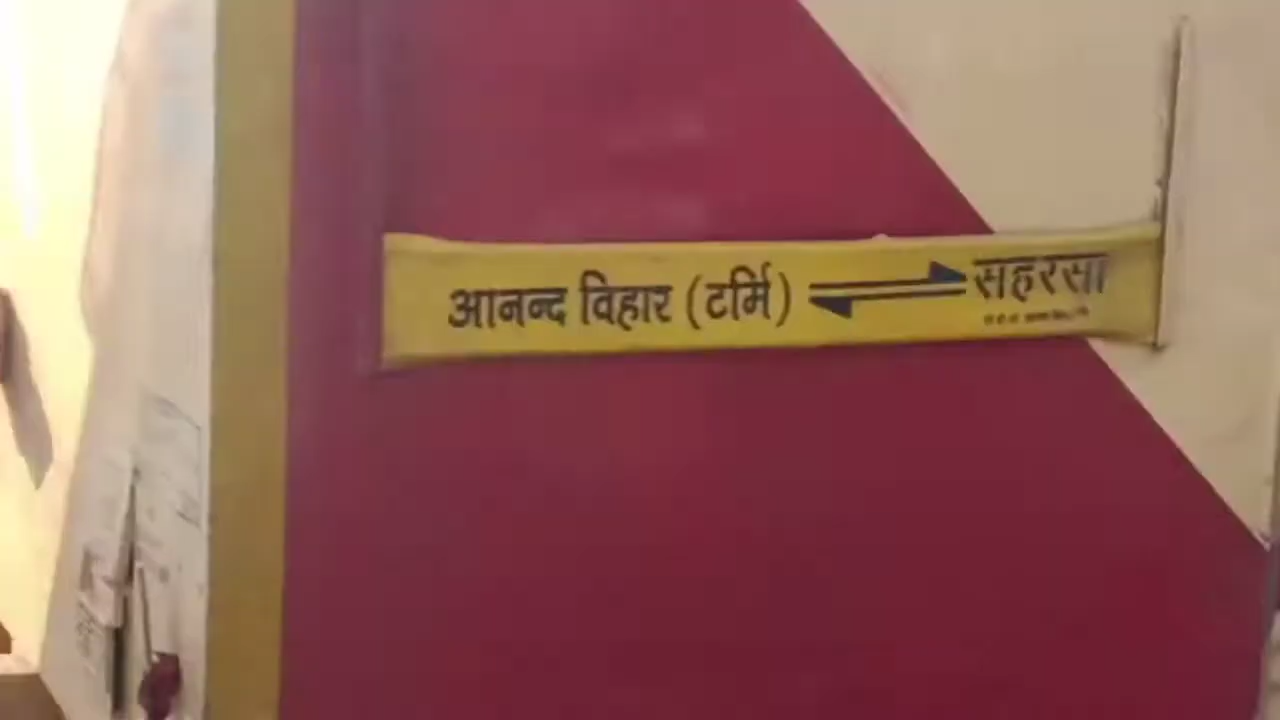 आनन्द विहार (टर्मि) ⇌ सहरसा